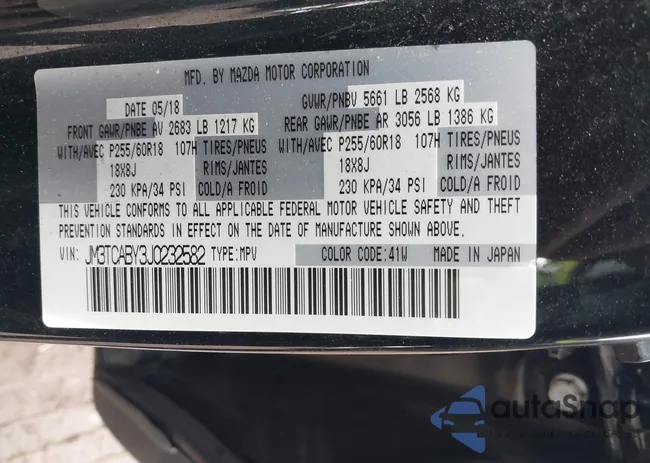 MFD. BY MAZDA MOTOR CORPORATION
DATE 05/18 GVWR/PNBV 5661 LB 2568 KG
FRONT GAWR/PNBE AV 2683 LB 1217 KG REAR GAWR/PNBE AR 3056 LB 1386 KG
WITH/AVEC P255/60R18 107H TIRES/PNEUS WITH/AVEC P255/60R18 107H TIRES/PNEUS
18X8J RIMS/JANTES 18X8J RIMS/JANTES
230 KPA/34 PSI COLD/A FROID 230 KPA/34 PSI COLD/A FROID
THIS VEHICLE CONFORMS TO ALL APPLICABLE FEDERAL MOTOR VEHICLE SAFETY AND THEFT
PREVENTION STANDARDS IN EFFECT ON THE DATE OF MANUFACTURE SHOWN ABOVE.
VIN: JM3TCABY3J0232582 TYPE:MPV COLOR CODE:41W MADE IN JAPAN
autoSnap